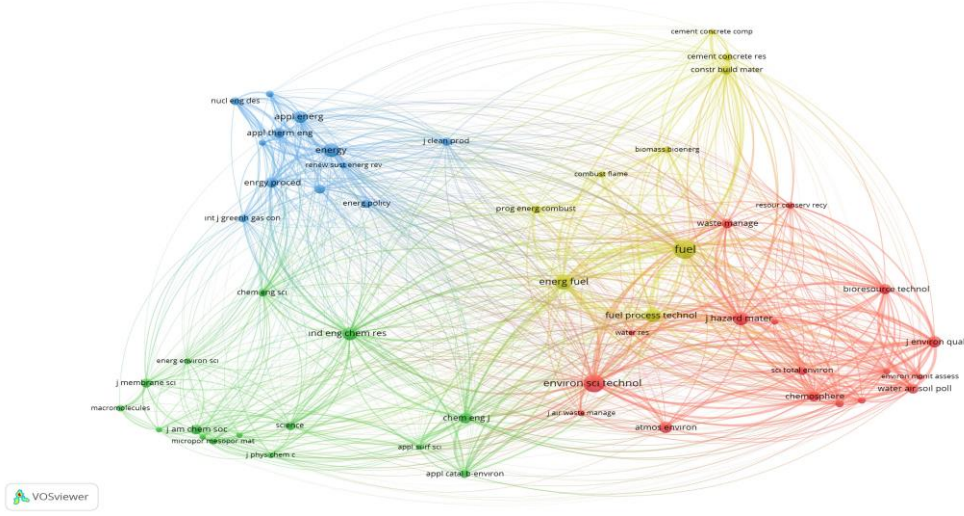 cement concrete comp
cement concrete res
constr build mater
nucl eng des
appl energ
appl therm eng
j clean prod
energy
biomass bioenerg
renew sust energ rev
combust flame
enrgy proced
energ policy
prog energ combust
resour conserv recy
int j greenh gas con
waste manage
fuel
energ fuel
bioresource technol
chem eng sci
fuel process technol
j hazard mater
ind eng chem res
water res
j environ qual
energ environ sci
sci total environ
environ monit assess
j membrane sci
environ sci technol
water air soil poll
chemosphere
macromolecules
j air waste manage
chem eng j
science
j am chem soc
atmos environ
micropor mesopor mat
appl surf sci
j phys chem c
appl catal b-environ
VOSviewer